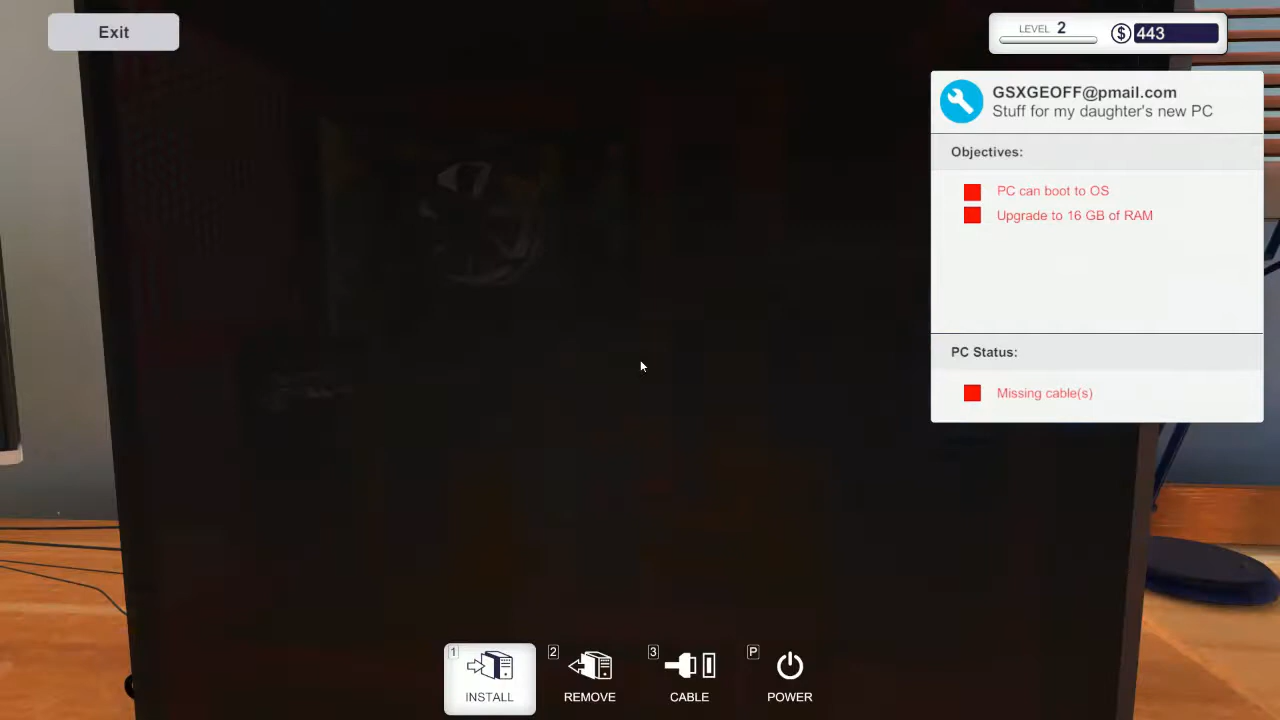 Exit
LEVEL 2
$ 443
GSXGEOFF@pmail.com
Stuff for my daughter's new PC
Objectives:
PC can boot to OS
Upgrade to 16 GB of RAM
PC Status:
Missing cable(s)
1 INSTALL
2 REMOVE
3 CABLE
P POWER